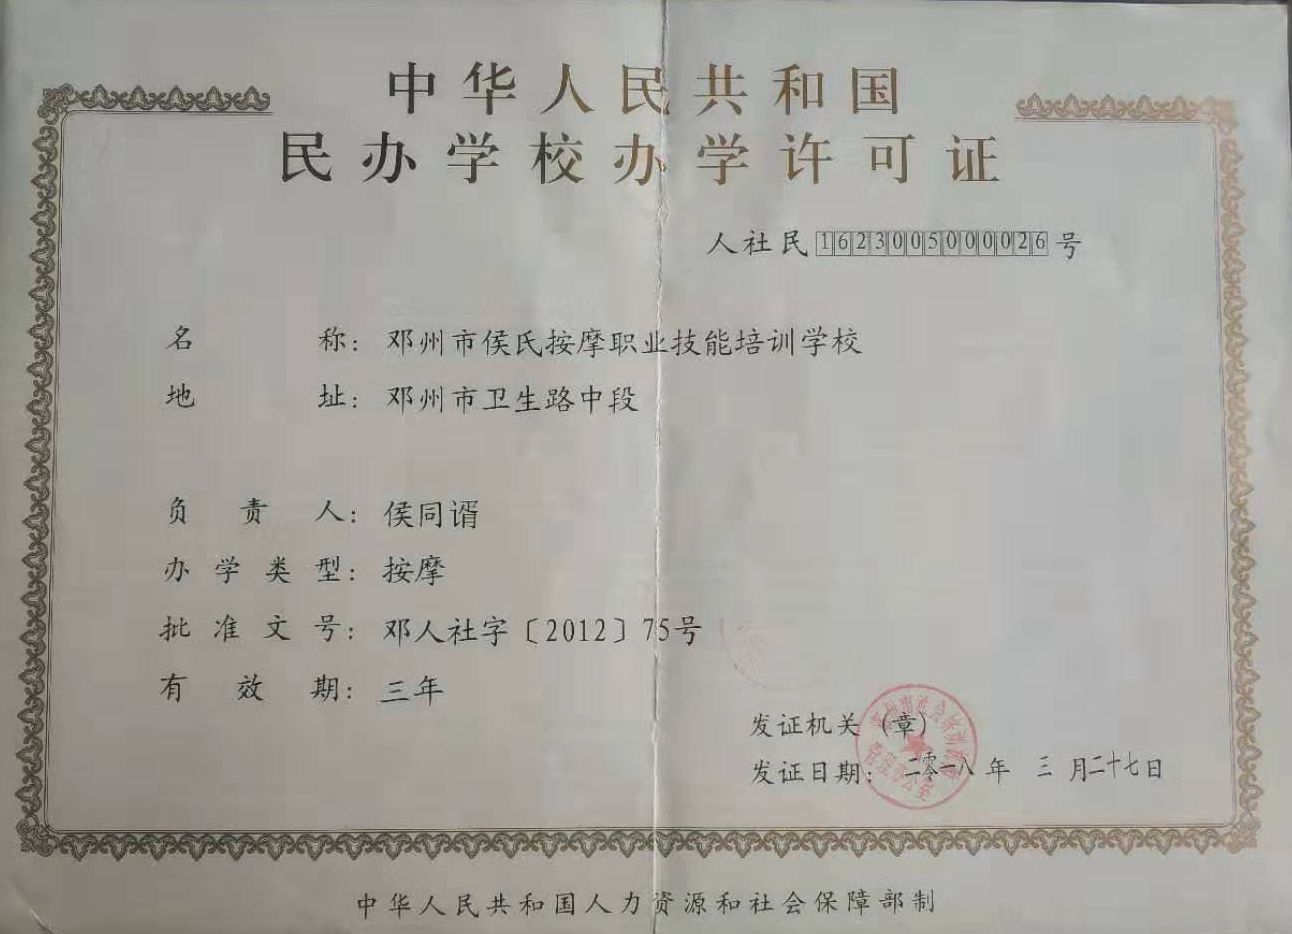 中华人民共和国
民办学校办学许可证
人社民1623005000026号
名称：邓州市侯氏按摩职业技能培训学校
地址：邓州市卫生路中段
负责人：侯同谞
办学类型：按摩
批准文号：邓人社字〔2012〕75号
有效期：三年
发证机关（章）
发证日期：二零一八年三月二十七日
中华人民共和国人力资源和社会保障部制